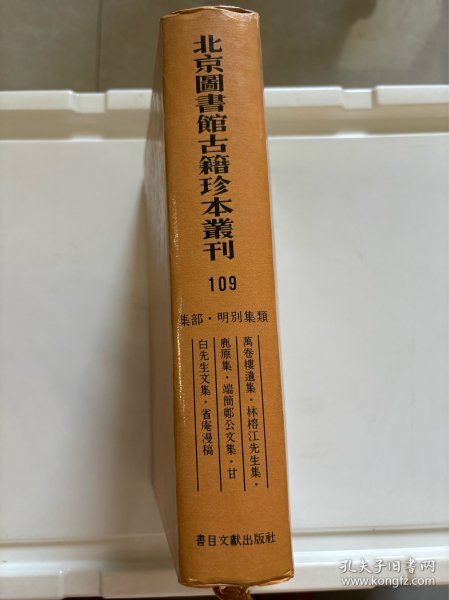 北京圖書館古籍珍本叢刊
109
集部·明別集類
萬卷樓遺集·林榕江先生集·
鹿原集·端簡鄭公文集·甘
白先生文集·省庵漫稿
書目文獻出版社
孔夫子旧书网
www.kongfz.com